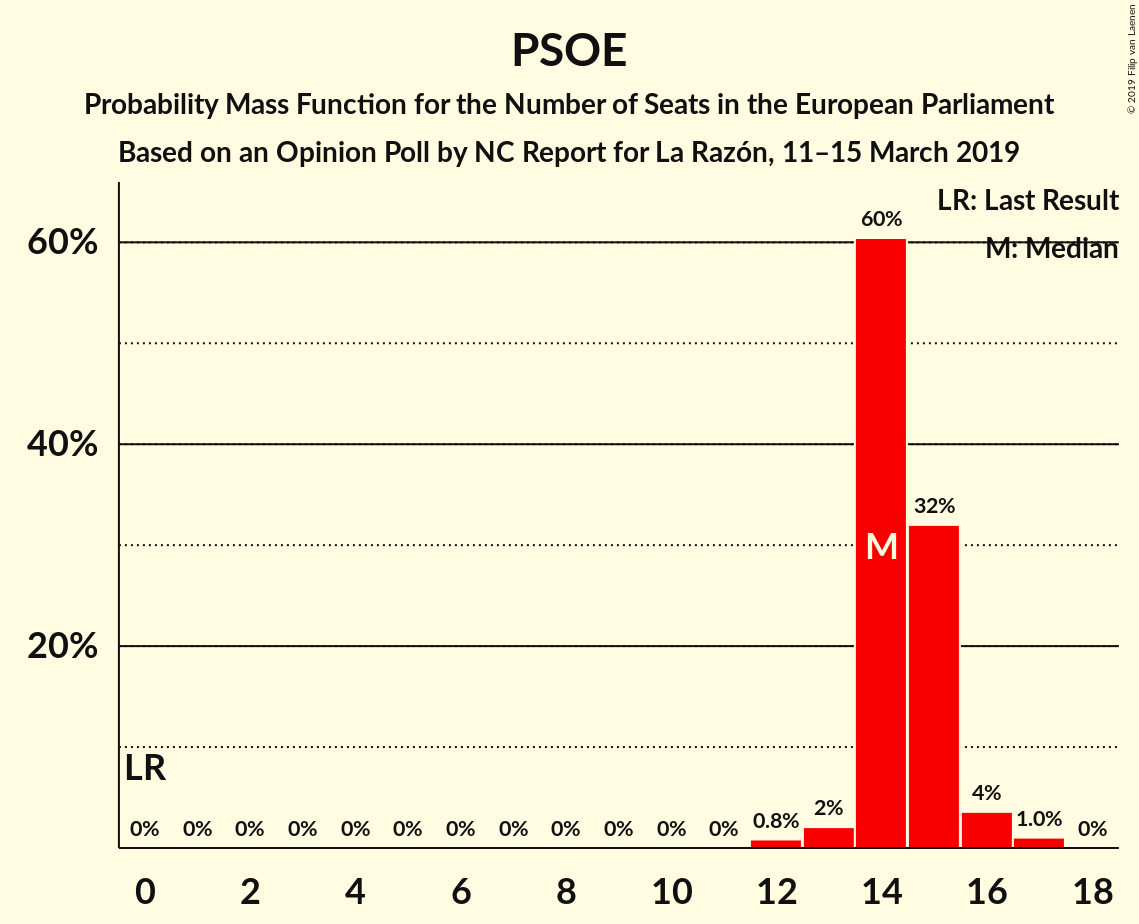 PSOE
Probability Mass Function for the Number of Seats in the European Parliament
Based on an Opinion Poll by NC Report for La Razón, 11–15 March 2019
© 2019 Filip van Laenen
LR: Last Result
M: Median
60%
40%
20%
60%
32%
M
LR
0% 0% 0% 0% 0% 0% 0% 0% 0% 0% 0% 0% 0.8% 2% 4% 1.0% 0%
0 2 4 6 8 10 12 14 16 18